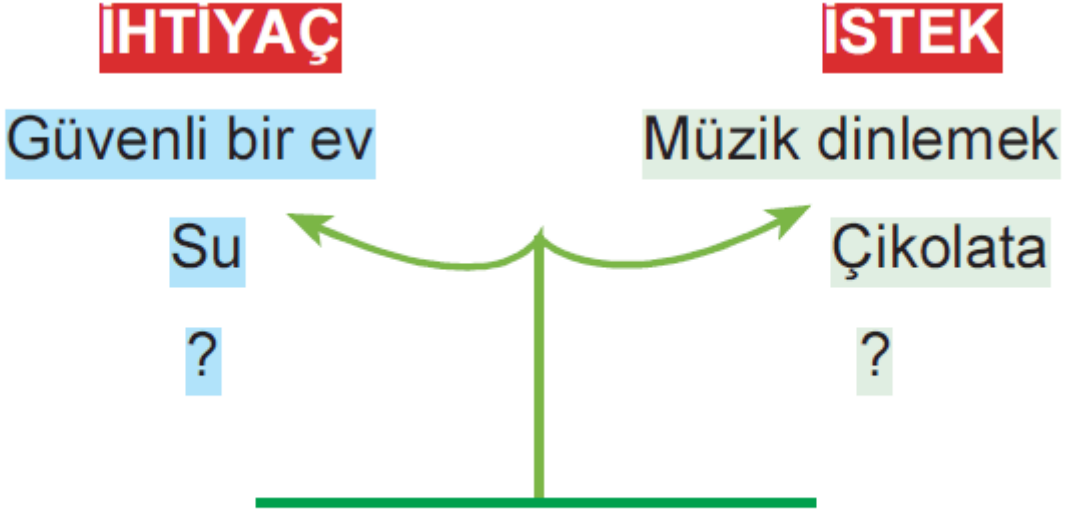 İHTİYAÇ
İSTEK
Güvenli bir ev
Müzik dinlemek
Su
Çikolata
?
?